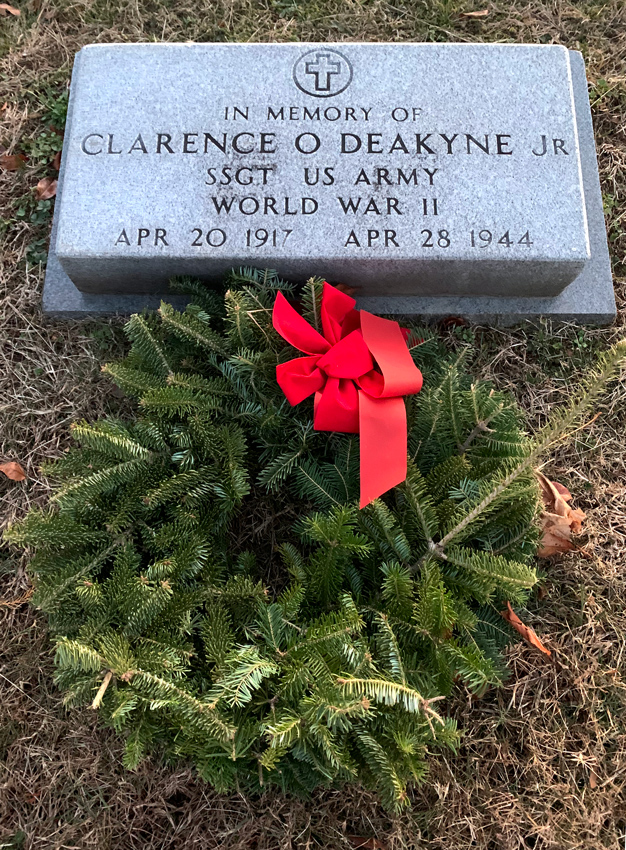 IN MEMORY OF
CLARENCE O DEAKYNE JR
SSGT US ARMY
WORLD WAR II
APR 20 1917 APR 28 1944